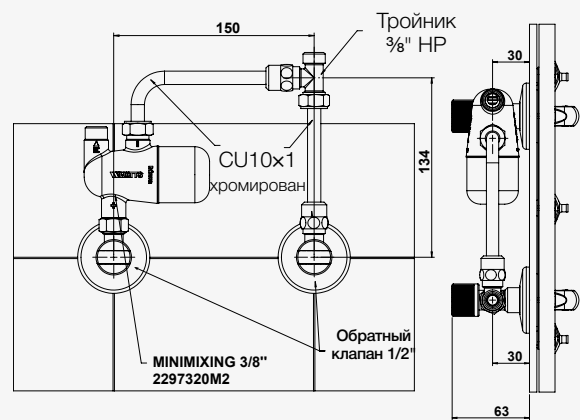 150
Тройник
⅜" НР
30
134
WATTS
CU10×1
хромирован
Обратный
клапан 1/2"
MINIMIXING 3/8"
2297320M2
30
63